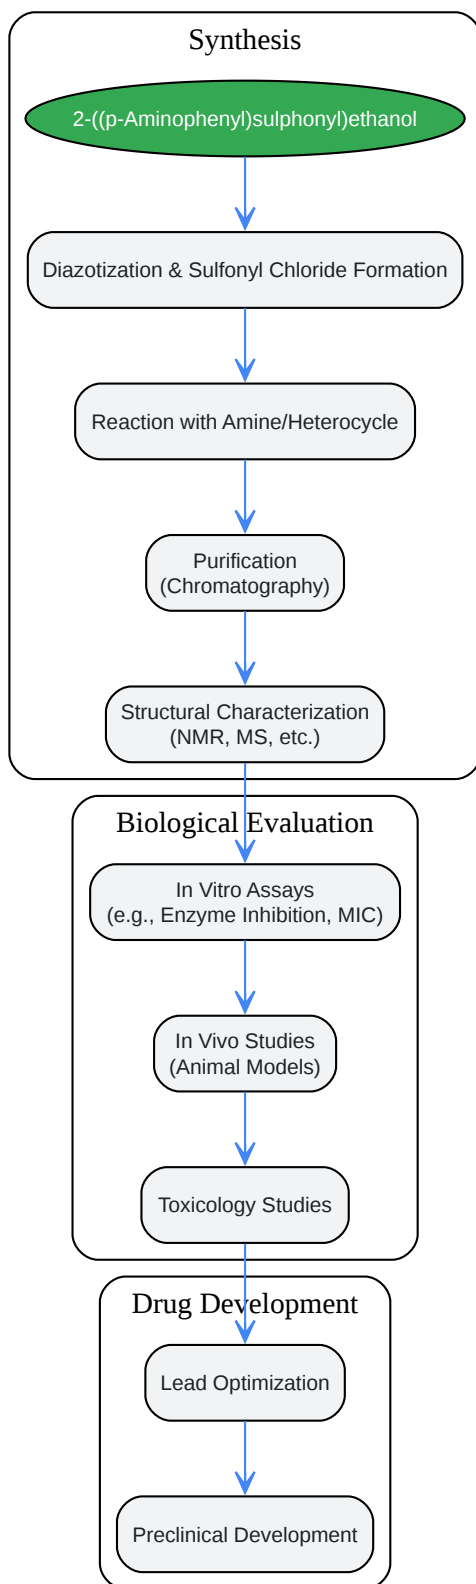 Synthesis
2-((p-Aminophenyl)sulphonyl)ethanol
Diazotization & Sulfonyl Chloride Formation
Reaction with Amine/Heterocycle
Purification
(Chromatography)
Structural Characterization
(NMR, MS, etc.)
Biological Evaluation
In Vitro Assays
(e.g., Enzyme Inhibition, MIC)
In Vivo Studies
(Animal Models)
Toxicology Studies
Drug Development
Lead Optimization
Preclinical Development